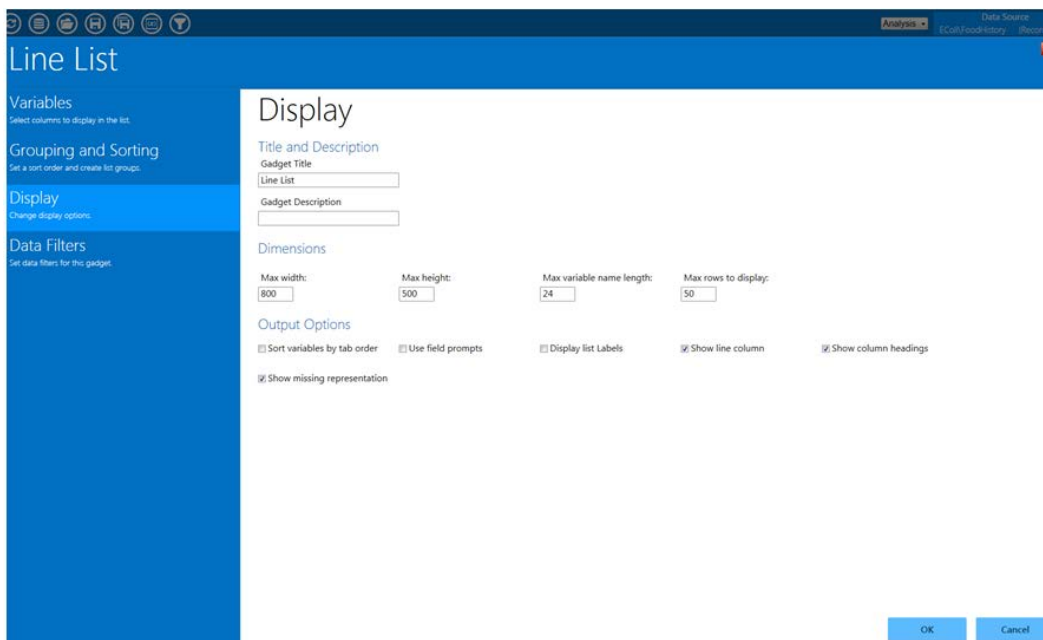 Analysis
Data Source
EColi\FoodHistory
Line List
Variables
Select columns to display in the list.
Grouping and Sorting
Set a sort order and create list groups.
Display
Change display options.
Data Filters
Set data filters for this gadget.
Display
Title and Description
Gadget Title
Line List
Gadget Description
Dimensions
Max width: Max height: Max variable name length: Max rows to display:
800 500 24 50
Output Options
Sort variables by tab order Use field prompts Display list Labels Show line column Show column headings
Show missing representation
OK Cancel